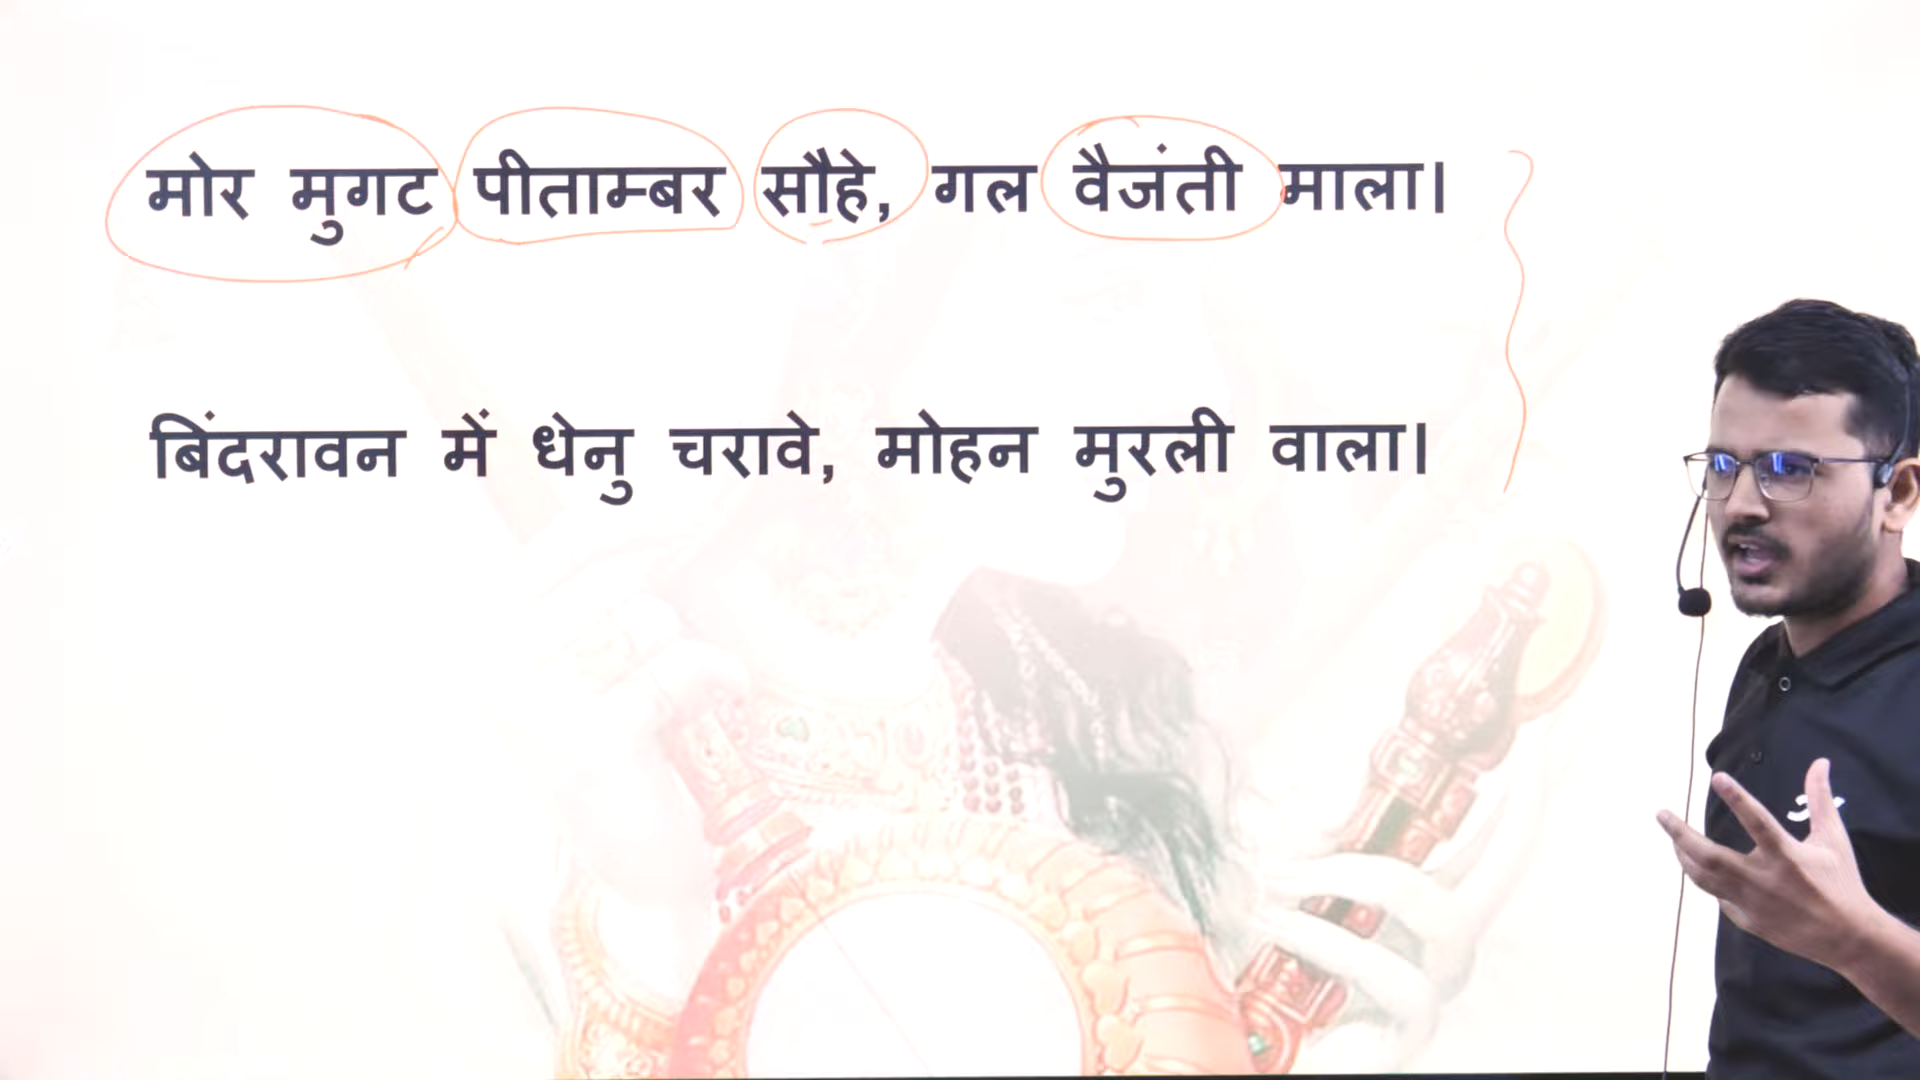 मोर मुगट पीताम्बर सौहे, गल वैजंती माला।
बिंदरावन में धेनु चरावे, मोहन मुरली वाला।